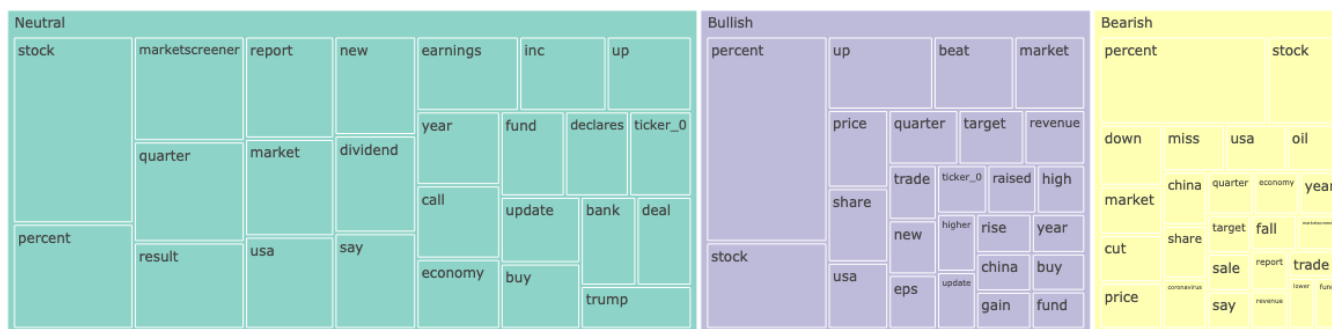 Neutral
stock
percent
marketscreener
quarter
result
report
market
usa
new
dividend
say
earnings
inc
up
year
fund
declares
ticker_0
call
update
bank
deal
economy
buy
trump
Bullish
percent
stock
up
beat
market
price
quarter
target
revenue
trade
ticker_0
raised
high
share
new
higher
rise
year
usa
china
buy
eps
update
gain
fund
Bearish
percent
stock
down
miss
usa
oil
market
china
quarter
economy
year
cut
share
target
fall
sale
report
trade
price
coronavirus
say
revenue
lower